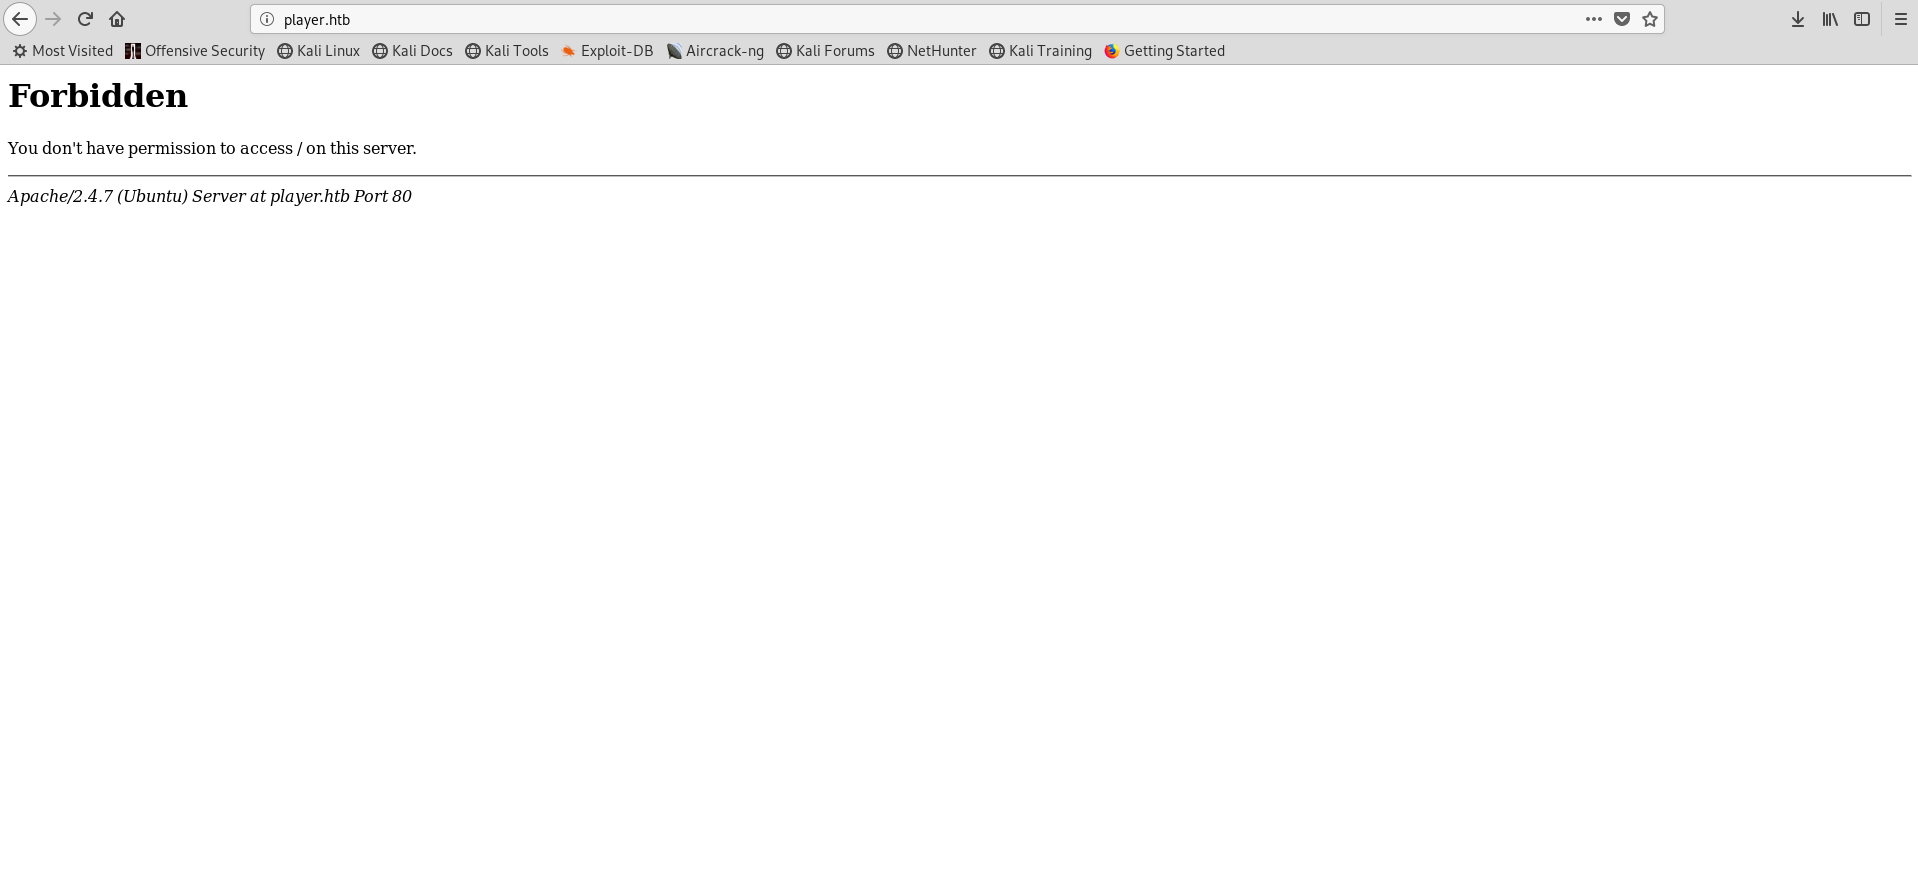 player.htb
Most Visited Offensive Security Kali Linux Kali Docs Kali Tools Exploit-DB Aircrack-ng Kali Forums NetHunter Kali Training Getting Started
Forbidden
You don't have permission to access / on this server.
Apache/2.4.7 (Ubuntu) Server at player.htb Port 80